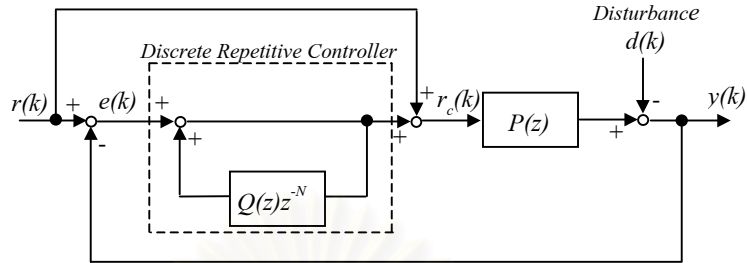 Disturbance
d(k)
Discrete Repetitive Controller
r(k)
+
e(k)
+
+
+
+
r_c(k)
P(z)
-
+
y(k)
-
Q(z)z^{-N}